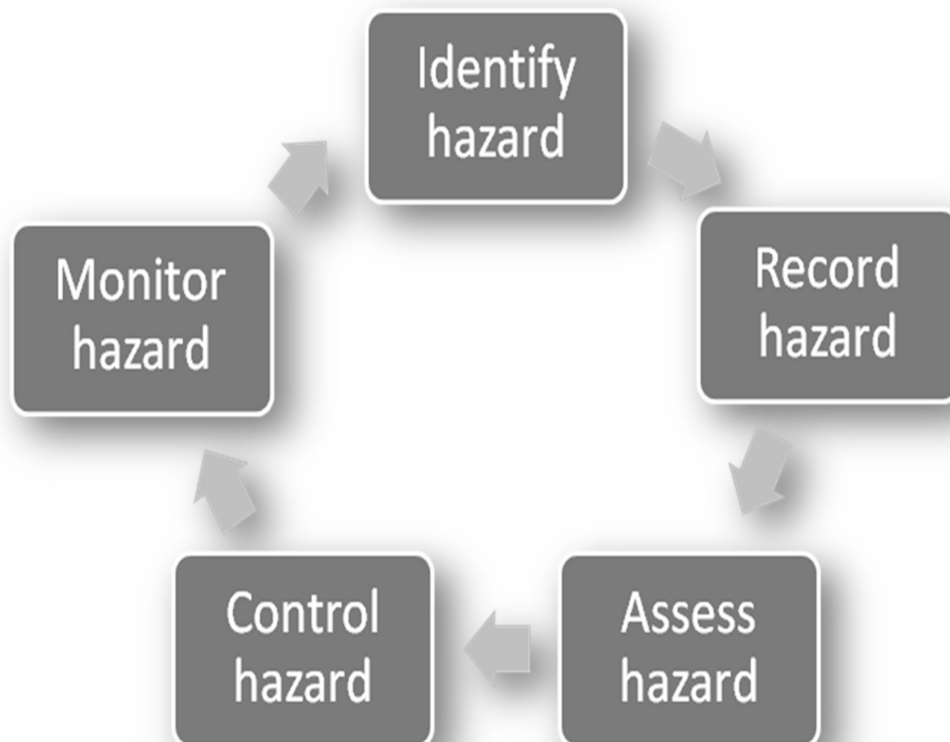 Identify
hazard
Record
hazard
Assess
hazard
Control
hazard
Monitor
hazard